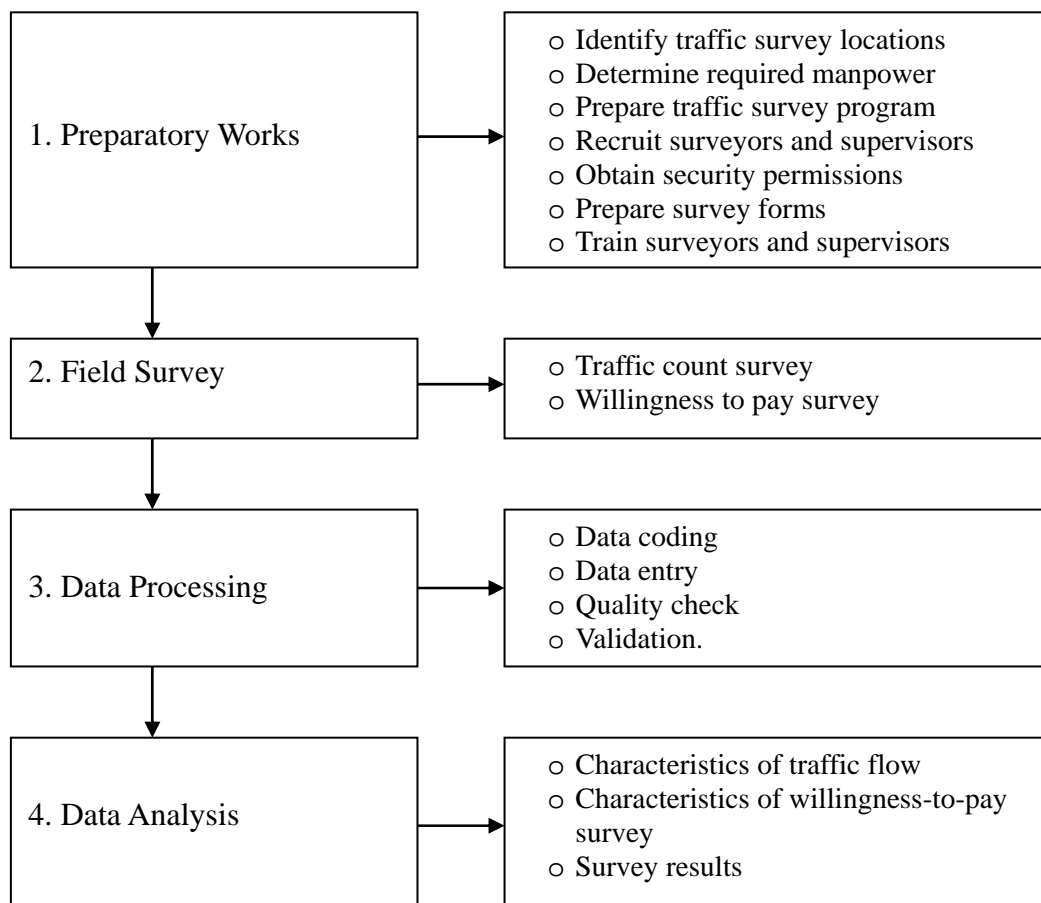 1. Preparatory Works
o Identify traffic survey locations
o Determine required manpower
o Prepare traffic survey program
o Recruit surveyors and supervisors
o Obtain security permissions
o Prepare survey forms
o Train surveyors and supervisors
2. Field Survey
o Traffic count survey
o Willingness to pay survey
3. Data Processing
o Data coding
o Data entry
o Quality check
o Validation.
4. Data Analysis
o Characteristics of traffic flow
o Characteristics of willingness-to-pay
survey
o Survey results